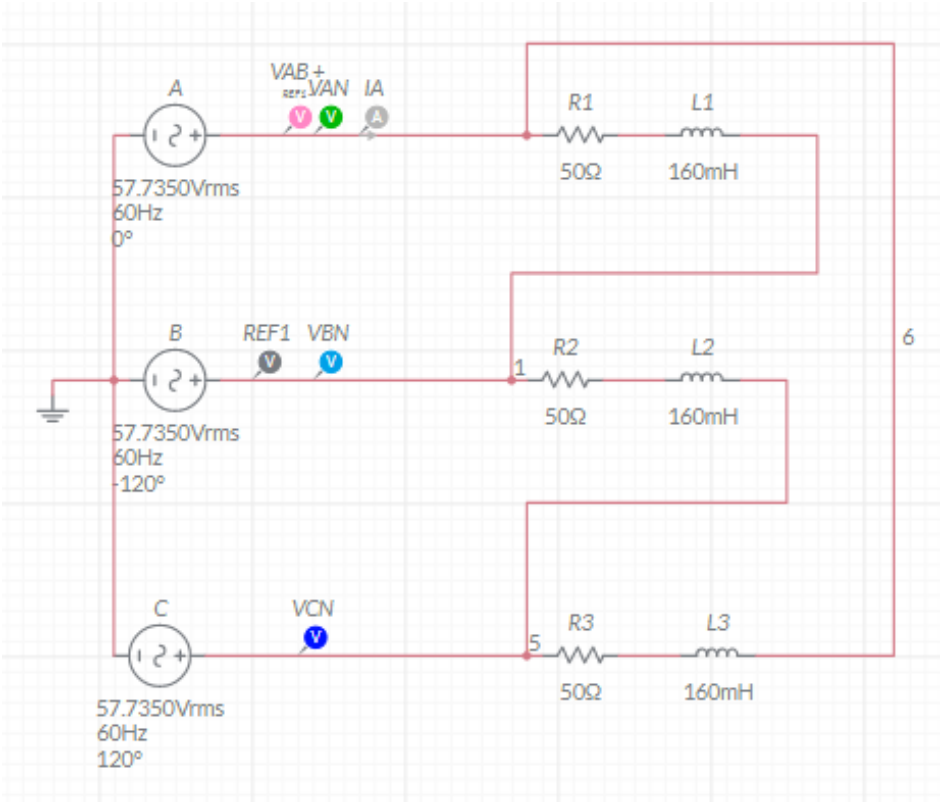 VAB +
A
REF1
VAN
IA
V
V
A
R1
L1
50Ω
160mH
57.7350Vrms
60Hz
0°
6
B
REF1
VBN
V
V
1
R2
L2
50Ω
160mH
57.7350Vrms
60Hz
-120°
C
VCN
V
5
R3
L3
50Ω
160mH
57.7350Vrms
60Hz
120°